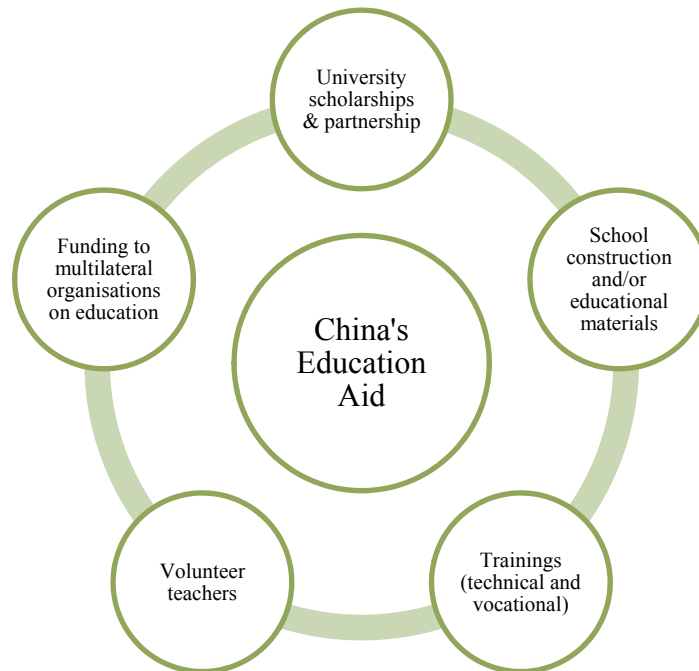 University
scholarships
& partnership
School
construction
and/or
educational
materials
Trainings
(technical and
vocational)
Volunteer
teachers
Funding to
multilateral
organisations
on education
China's
Education
Aid